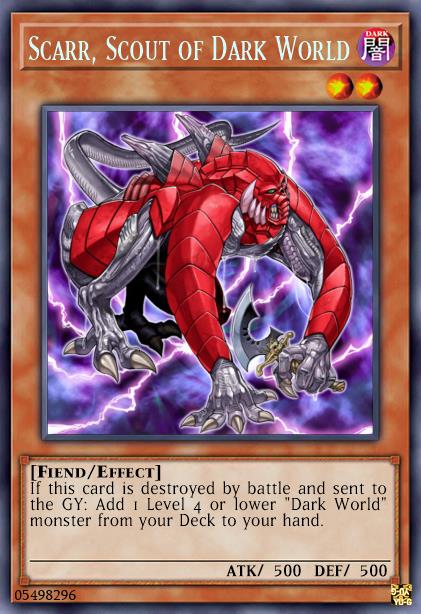 Scarr, Scout of Dark World
DARK
闇
[Fiend/Effect]
If this card is destroyed by battle and sent to
the GY: Add 1 Level 4 or lower "Dark World"
monster from your Deck to your hand.
ATK/ 500 DEF/ 500
05498296